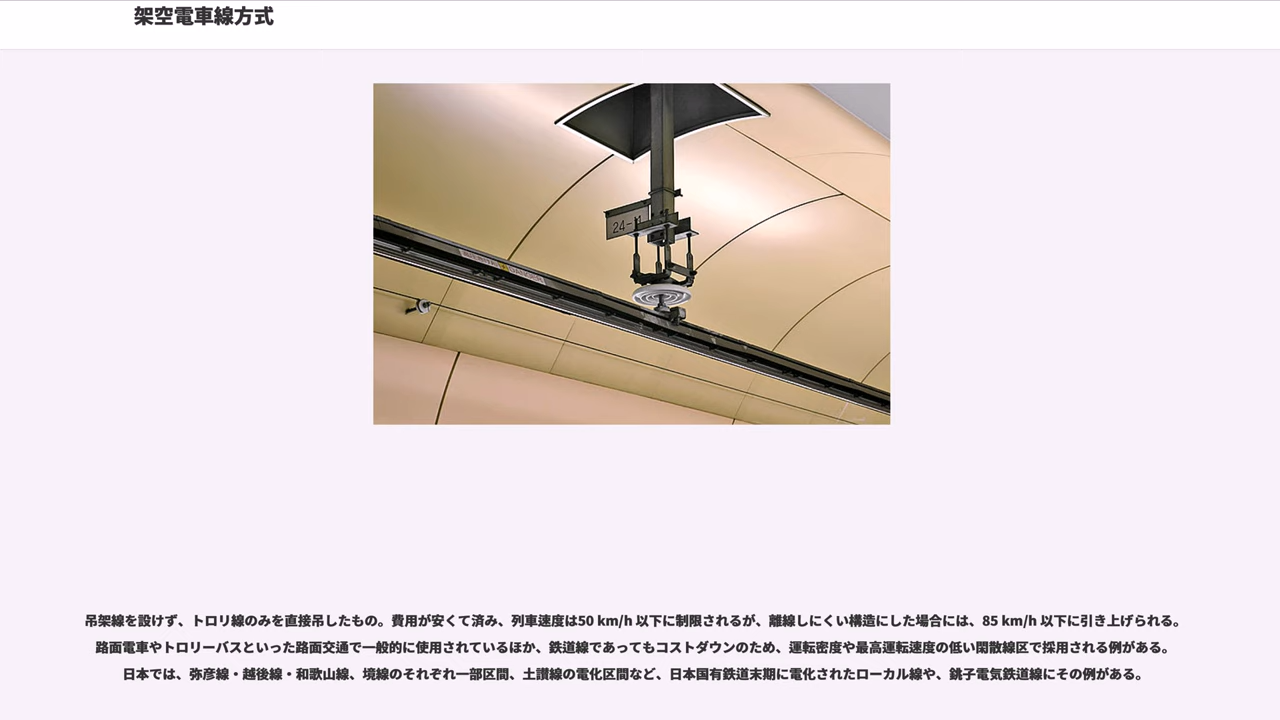 架空電車線方式
24-
吊架線を設けず、トロリ線のみを直接吊したもの。費用が安くて済み、列車速度は50 km/h 以下に制限されるが、離線しにくい構造にした場合には、85 km/h 以下に引き上げられる。
路面電車やトロリーバスといった路面交通で一般的に使用されているほか、鉄道線であってもコストダウンのため、運転密度や最高運転速度の低い閑散線区で採用される例がある。
日本では、弥彦線・越後線・和歌山線、境線のそれぞれ一部区間、土讃線の電化区間など、日本国有鉄道末期に電化されたローカル線や、銚子電気鉄道線にその例がある。